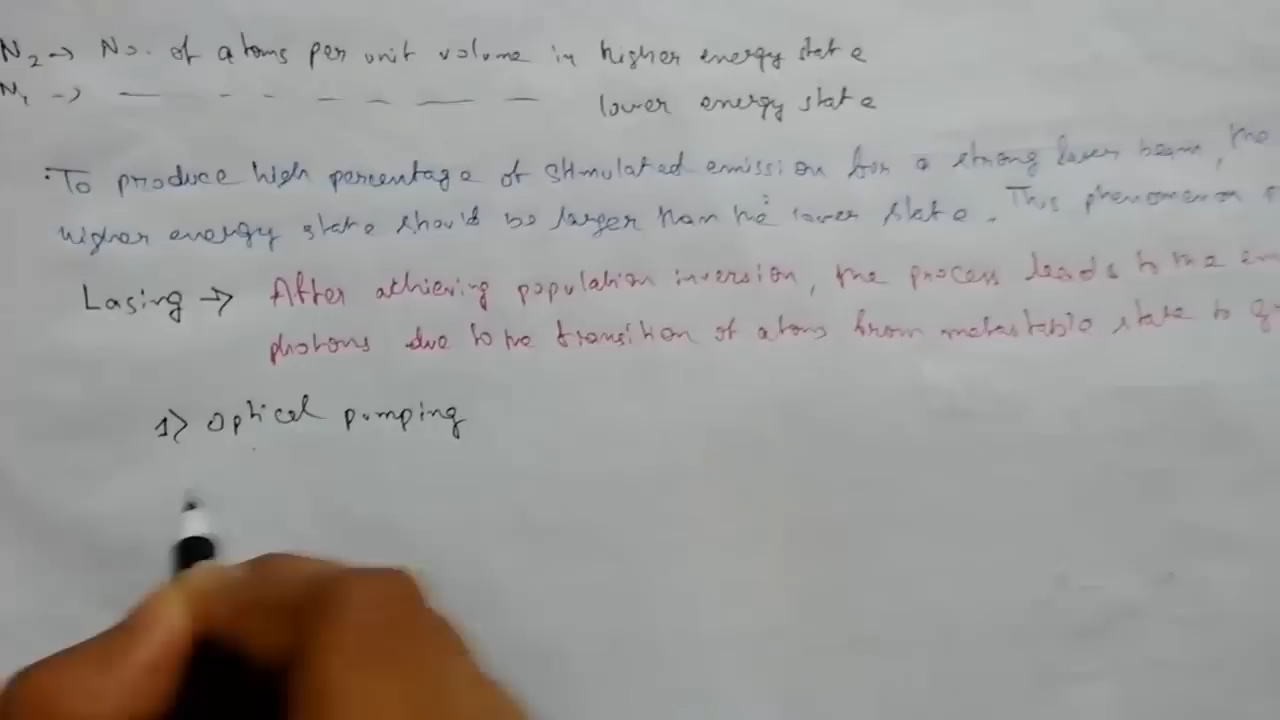 N₂ → No. of atoms per unit volume in higher energy state
N₁ → — - - — - — — lower energy state
To produce high percentage of stimulated emission for a strong laser beam, the
higher energy state should be larger than the lower state. This phenomenon
Lasing → After achieving population inversion, the process leads to the
photons due to the transition of atoms from metastable state to
1) Optical pumping